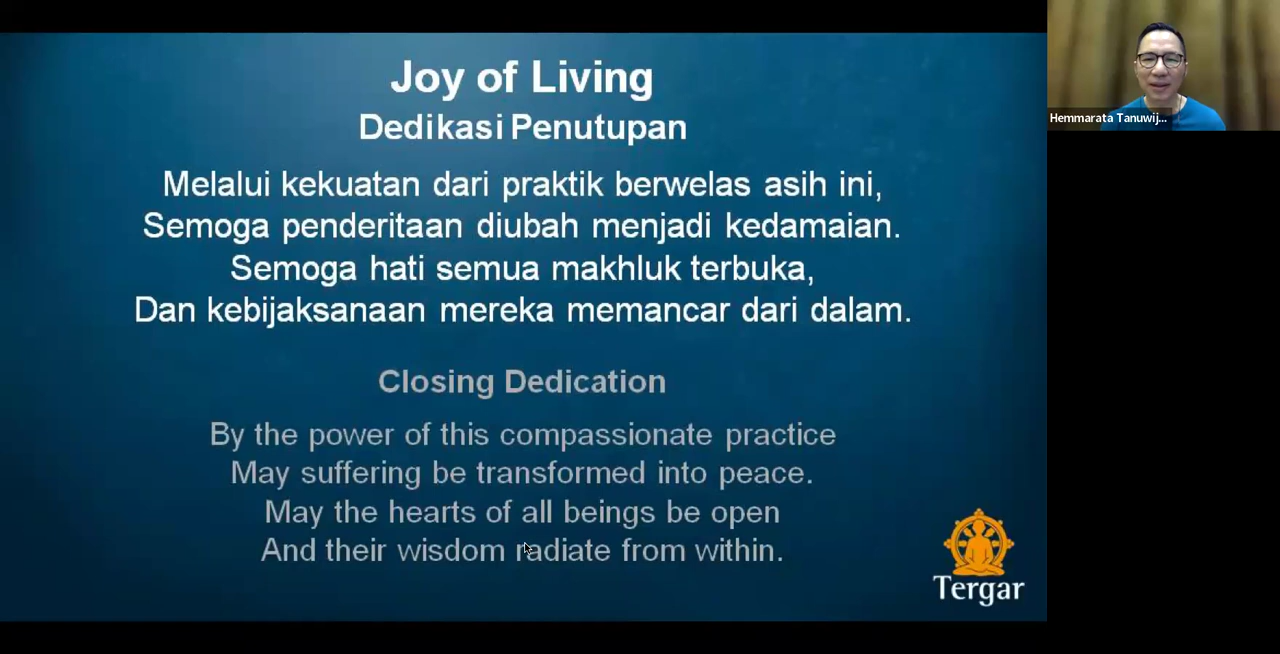 Joy of Living
Dedikasi Penutupan
Melalui kekuatan dari praktik berwelas asih ini,
Semoga penderitaan diubah menjadi kedamaian.
Semoga hati semua makhluk terbuka,
Dan kebijaksanaan mereka memancar dari dalam.
Closing Dedication
By the power of this compassionate practice
May suffering be transformed into peace.
May the hearts of all beings be open
And their wisdom radiate from within.
Tergar
Hemmarata Tanuwij...